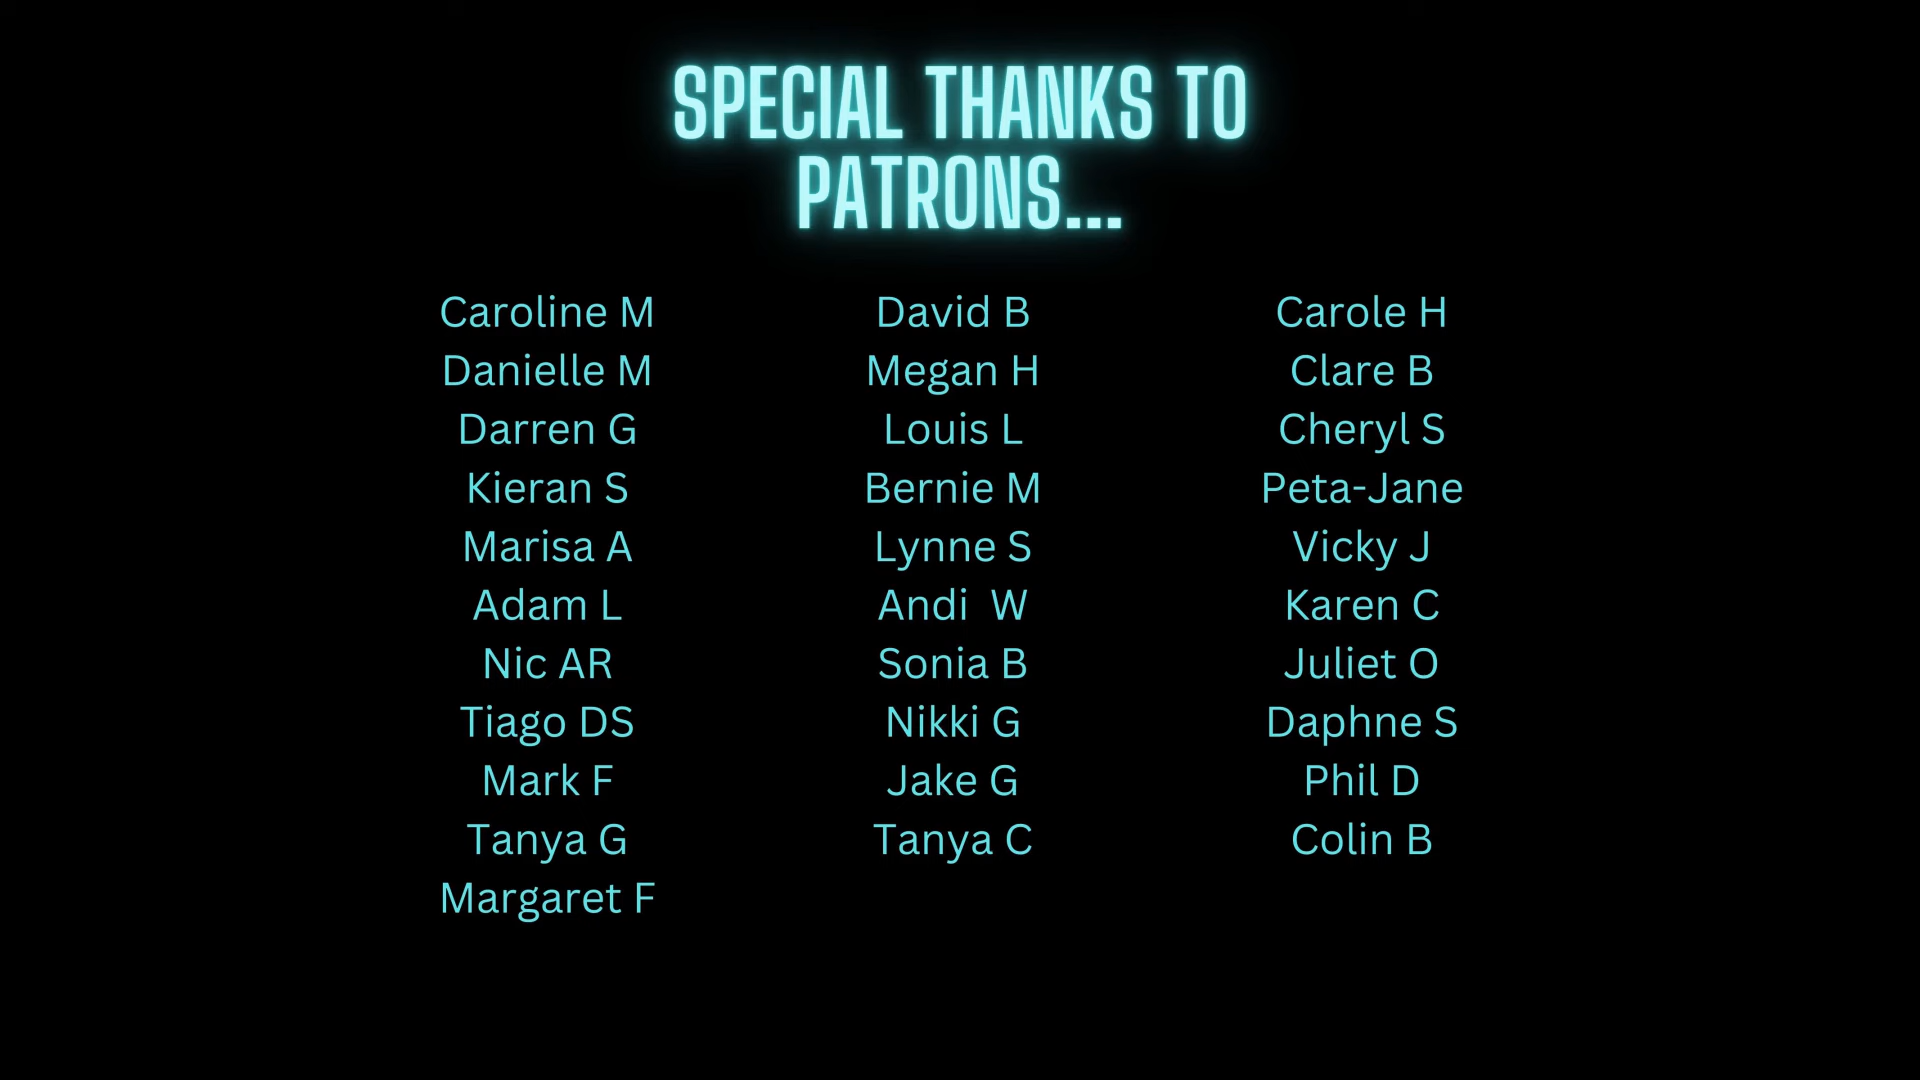 SPECIAL THANKS TO
PATRONS...
Caroline M
Danielle M
Darren G
Kieran S
Marisa A
Adam L
Nic AR
Tiago DS
Mark F
Tanya G
Margaret F
David B
Megan H
Louis L
Bernie M
Lynne S
Andi  W
Sonia B
Nikki G
Jake G
Tanya C
Carole H
Clare B
Cheryl S
Peta-Jane
Vicky J
Karen C
Juliet O
Daphne S
Phil D
Colin B